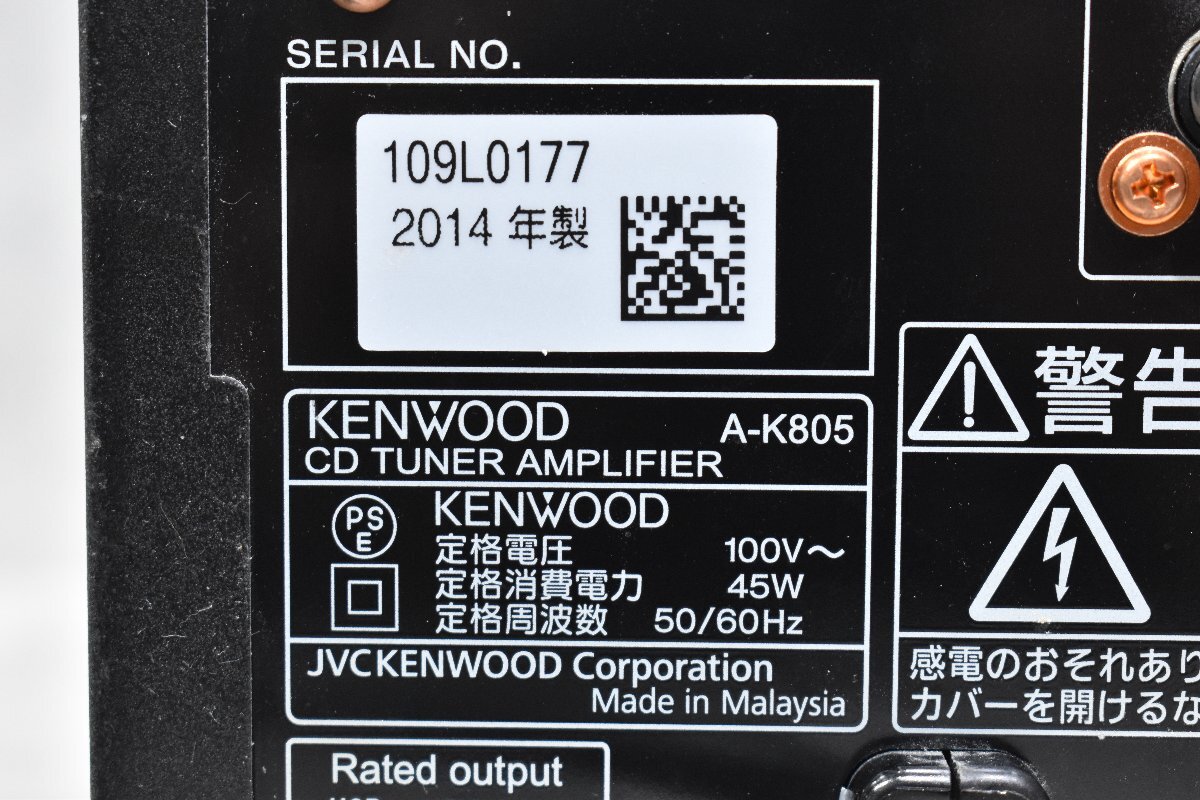 SERIAL NO.
109L0177
2014 年製
KENWOOD A-K805
CD TUNER AMPLIFIER
PSE
KENWOOD
定格電圧 100V～
定格消費電力 45W
定格周波数 50/60Hz
JVCKENWOOD Corporation
Made in Malaysia
Rated output
警告
感電のおそれあり
カバーを開けるな